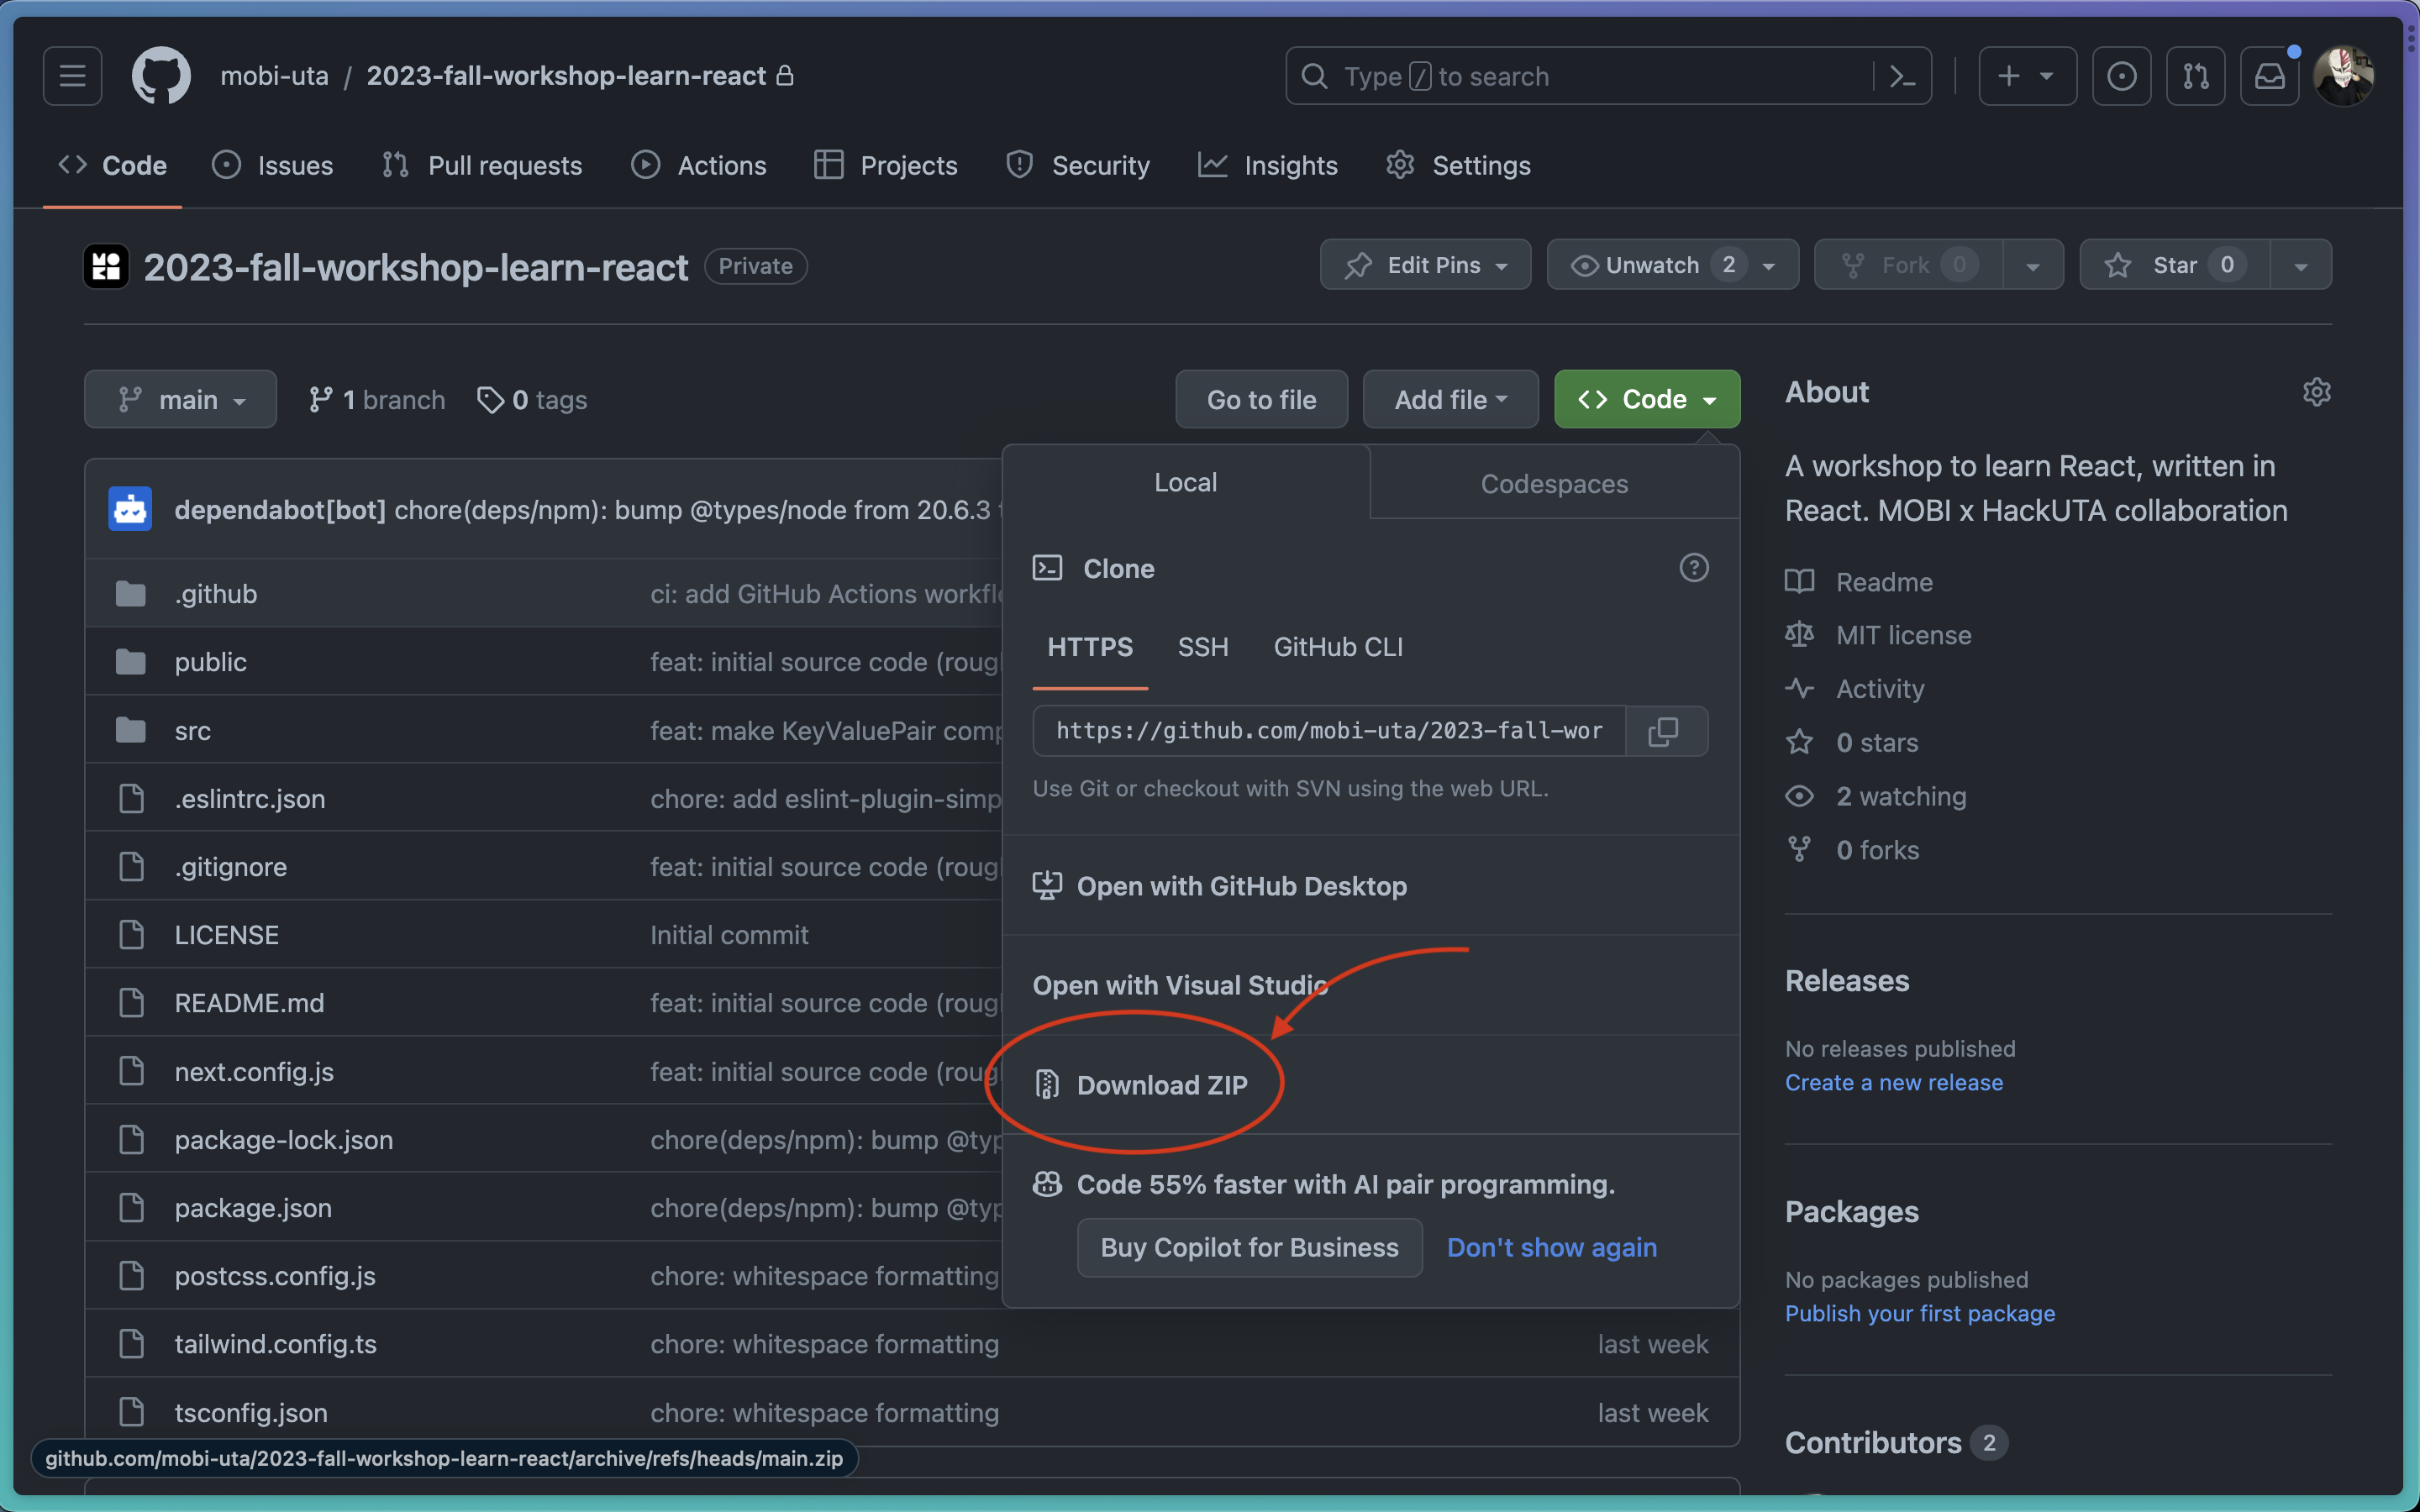 mobi-uta / 2023-fall-workshop-learn-react
Type / to search
Code Issues Pull requests Actions Projects Security Insights Settings
2023-fall-workshop-learn-react Private
Edit Pins Unwatch 2 Fork 0 Star 0
main 1 branch 0 tags
Go to file Add file Code
dependabot[bot] chore(deps/npm): bump @types/node from 20.6.3
.github ci: add GitHub Actions
public feat: initial source code
src feat: make KeyValuePair
.eslintrc.json chore: add
.gitignore feat: initial source code
LICENSE Initial commit
README.md feat: initial source code
next.config.js feat: initial source code
package-lock.json chore(deps/npm): bump
package.json chore(deps/npm): bump
postcss.config.js chore: whitespace formatting
tailwind.config.ts chore: whitespace formatting last week
tsconfig.json chore: whitespace formatting last week
Local Codespaces
Clone
HTTPS SSH GitHub CLI
https://github.com/mobi-uta/2023-fall-wor
Use Git or checkout with SVN using the web URL.
Open with GitHub Desktop
Open with Visual Studio
Download ZIP
Code 55% faster with AI pair programming.
Buy Copilot for Business Don't show again
About
A workshop to learn React, written in
React. MOBI x HackUTA collaboration
Readme
MIT license
Activity
0 stars
2 watching
0 forks
Releases
No releases published
Create a new release
Packages
No packages published
Publish your first package
Contributors 2
github.com/mobi-uta/2023-fall-workshop-learn-react/archive/refs/heads/main.zip